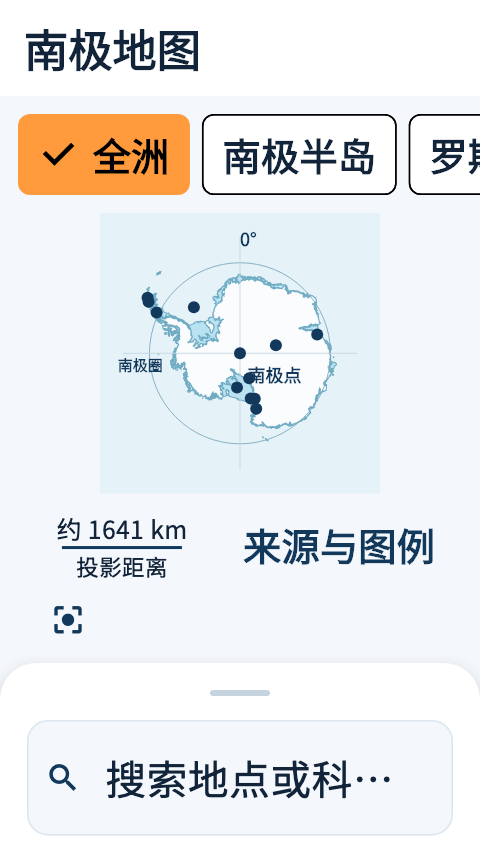 南极地图
全洲
南极半岛
罗斯
0°
南极圈
南极点
约 1641 km
投影距离
来源与图例
搜索地点或科…